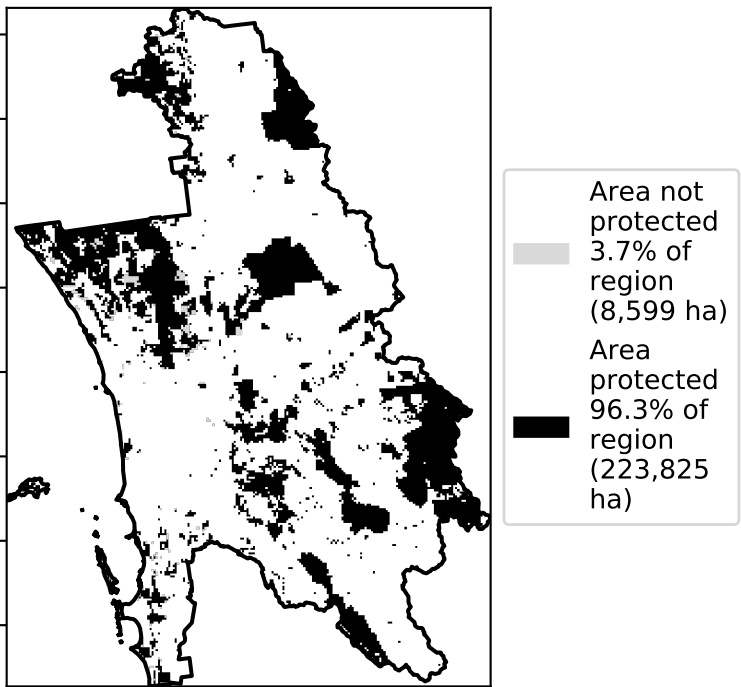 Area not
protected
3.7% of
region
(8,599 ha)
Area
protected
96.3% of
region
(223,825
ha)